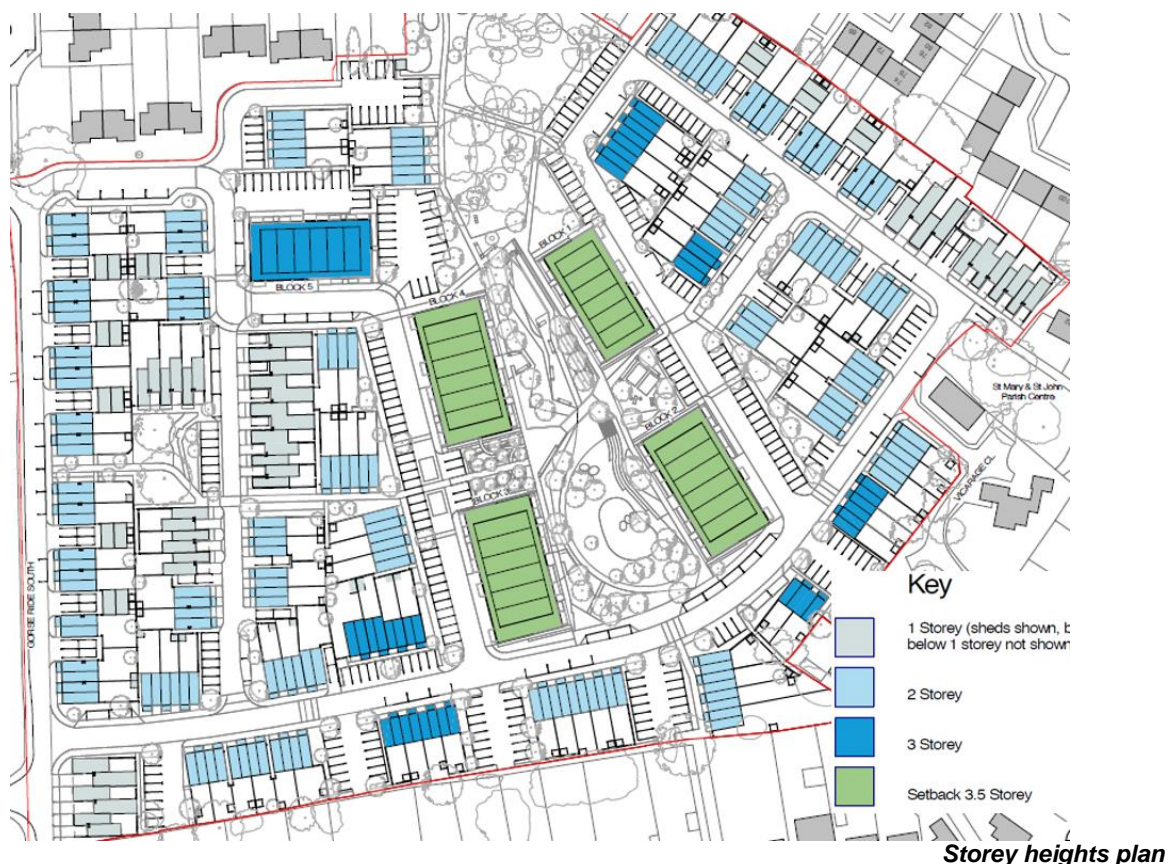 BLOCK 1
BLOCK 5
BLOCK 4
St Mary & St John
Parish Centre
BLOCK 2
VICARAGE CL
BLOCK 3
GORSE RIDE SOUTH
Key
1 Storey (sheds shown, b
below 1 storey not shown
2 Storey
3 Storey
Setback 3.5 Storey
Storey heights plan